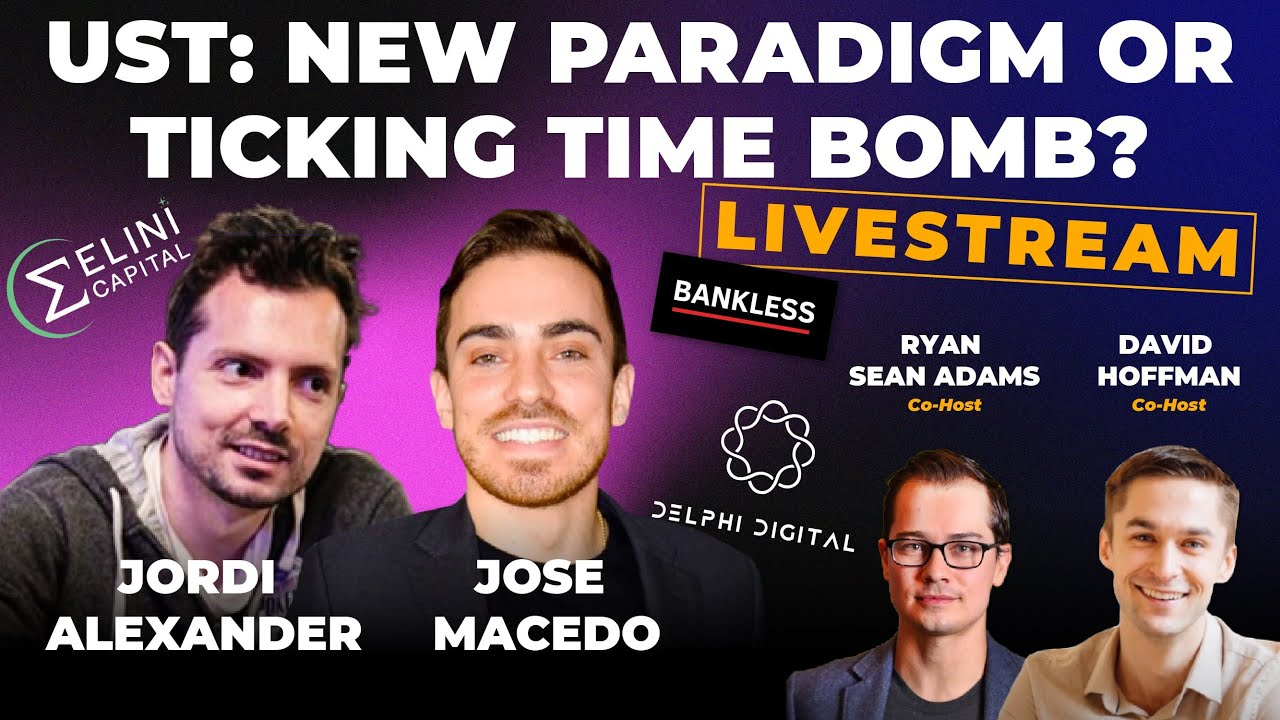 UST: NEW PARADIGM OR
TICKING TIME BOMB?
LIVESTREAM
ELINI
CAPITAL
BANKLESS
RYAN
SEAN ADAMS
Co-Host
DAVID
HOFFMAN
Co-Host
DELPHI DIGITAL
JORDI
ALEXANDER
JOSE
MACEDO